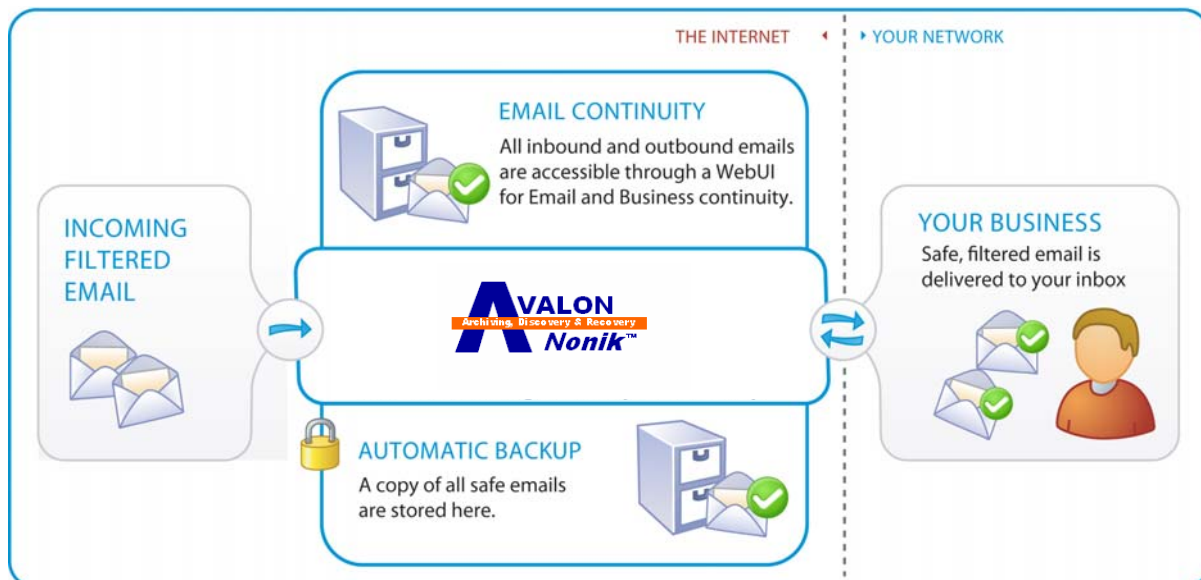 THE INTERNET
YOUR NETWORK
EMAIL CONTINUITY
All inbound and outbound emails
are accessible through a WebUI
for Email and Business continuity.
INCOMING
FILTERED
EMAIL
AVALON
Archiving, Discovery & Recovery
Nonik™
YOUR BUSINESS
Safe, filtered email is
delivered to your inbox
AUTOMATIC BACKUP
A copy of all safe emails
are stored here.